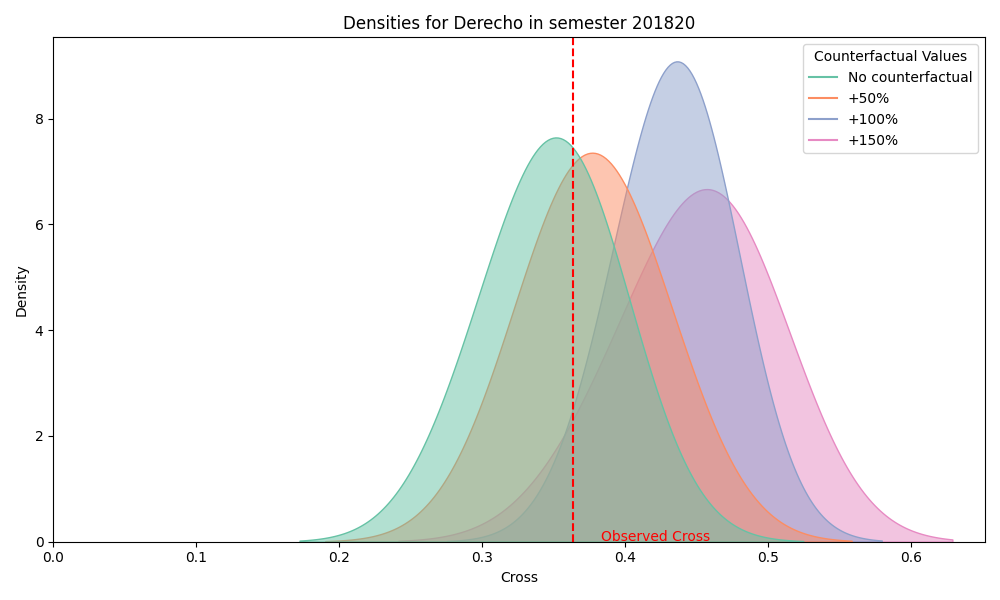 Densities for Derecho in semester 201820
Counterfactual Values
No counterfactual
+50%
+100%
+150%
Density
8
6
4
2
0
Observed Cross
0.0 0.1 0.2 0.3 0.4 0.5 0.6
Cross